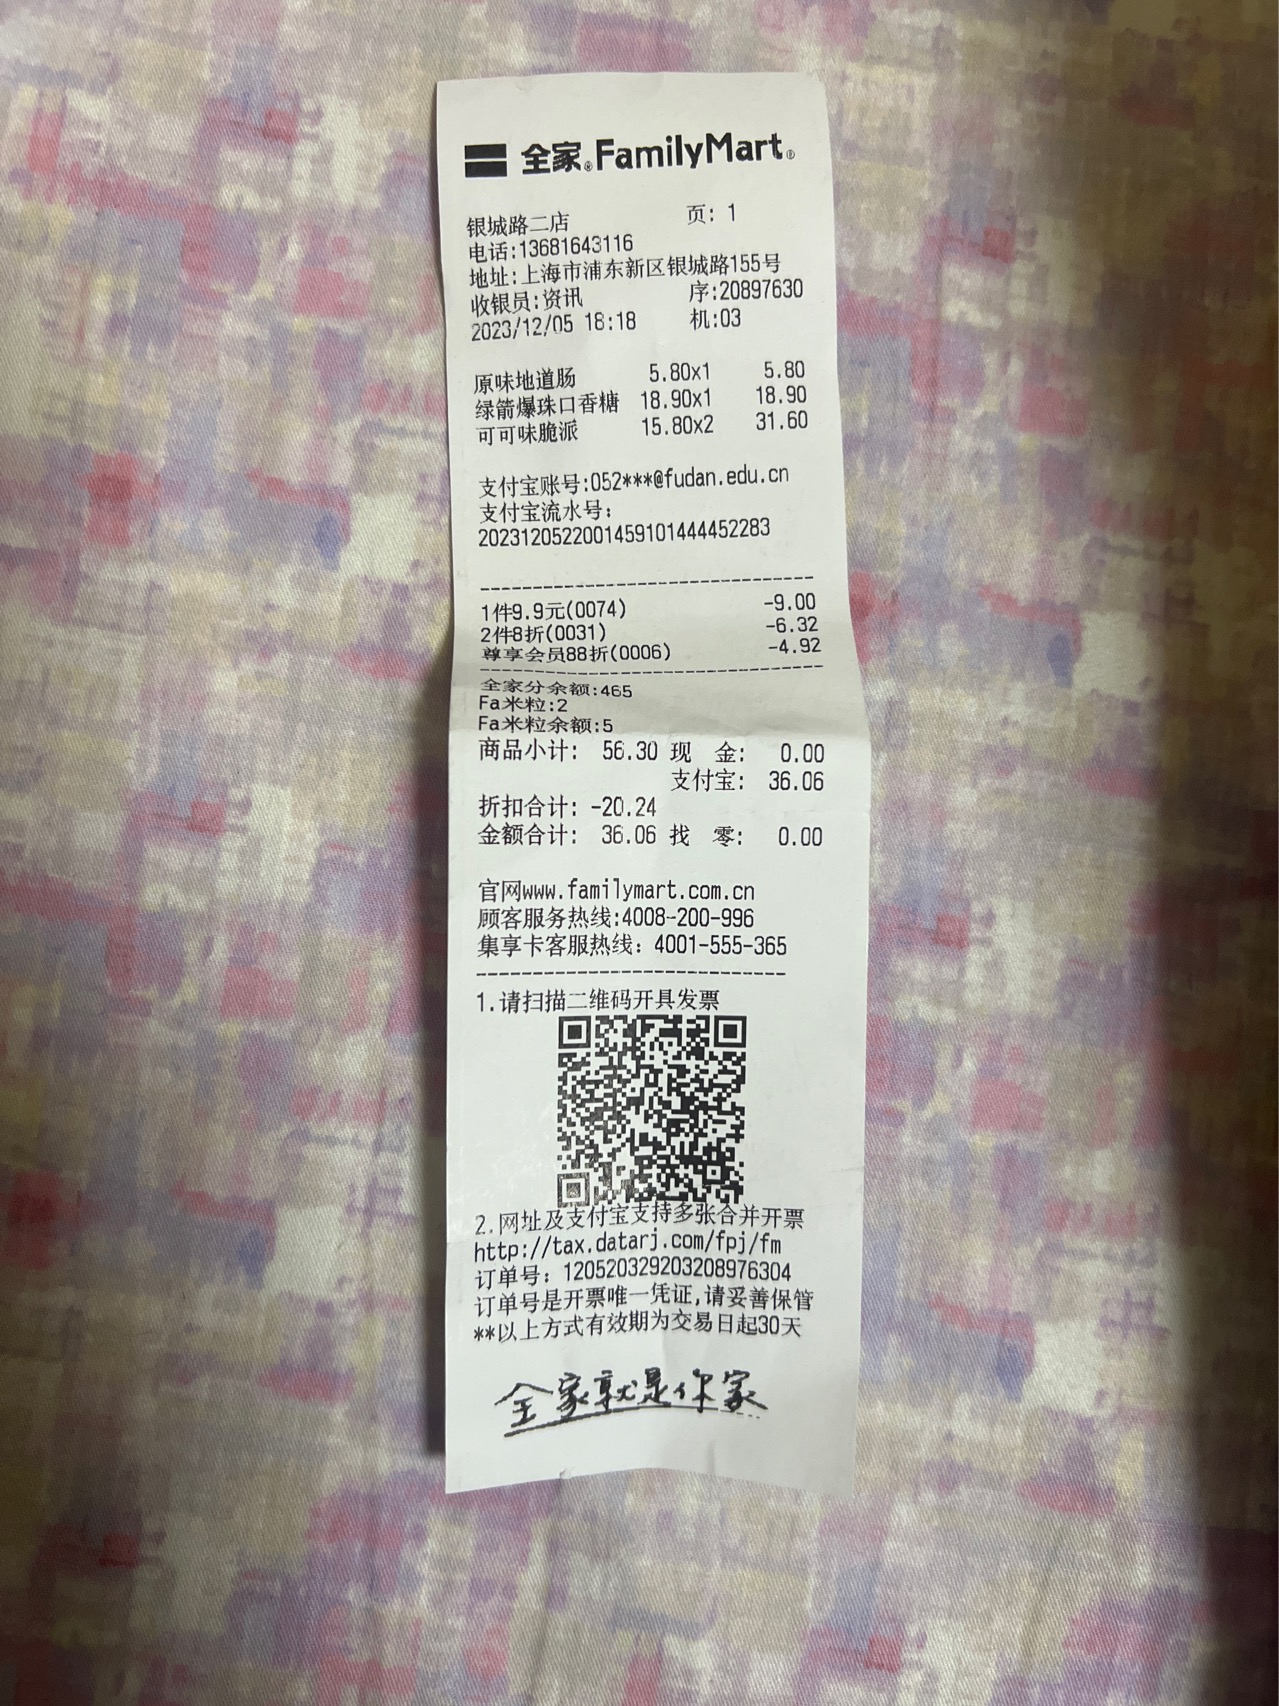 全家®FamilyMart®
银城路二店 页: 1
电话:13681643116
地址:上海市浦东新区银城路155号
收银员:资讯 序:20897630
2023/12/05 18:18 机:03
原味地道肠 5.80x1 5.80
绿箭爆珠口香糖 18.90x1 18.90
可可味脆派 15.80x2 31.60
支付宝账号:052***@fudan.edu.cn
支付宝流水号:
2023120522001459101444452283
------------------------------
1件9.9元(0074) -9.00
2件8折(0031) -6.32
尊享会员88折(0006) -4.92
------------------------------
全家分余额:465
Fa米粒:2
Fa米粒余额:5
商品小计: 56.30 现 金: 0.00
支付宝: 36.06
折扣合计: -20.24
金额合计: 36.06 找 零: 0.00
官网www.familymart.com.cn
顾客服务热线:4008-200-996
集享卡客服热线: 4001-555-365
----------------------------
1.请扫描二维码开具发票
2.网址及支付宝支持多张合并开票
http://tax.datarj.com/fpj/fm
订单号: 120520329203208976304
订单号是开票唯一凭证,请妥善保管
**以上方式有效期为交易日起30天
全家就是你家